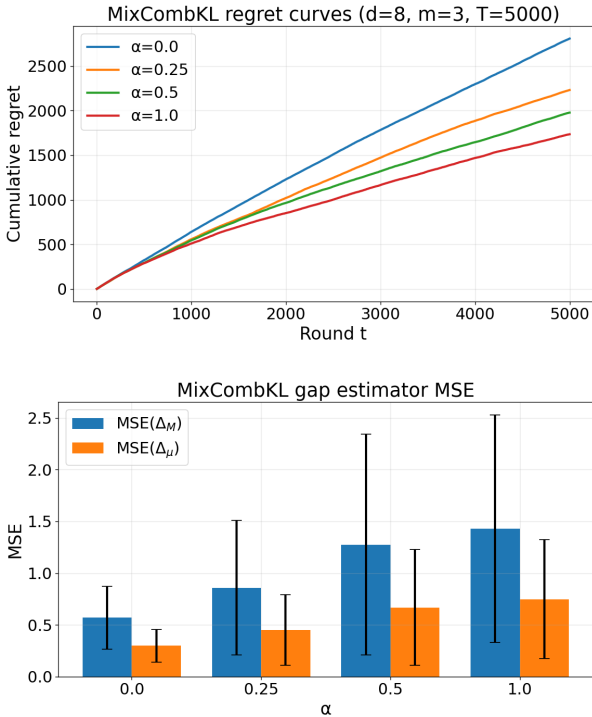 MixCombKL regret curves (d=8, m=3, T=5000)
α=0.0
α=0.25
α=0.5
α=1.0
2500
2000
1500
1000
500
0
Cumulative regret
0 1000 2000 3000 4000 5000
Round t
MixCombKL gap estimator MSE
MSE(Δ_M)
MSE(Δ_μ)
2.5
2.0
1.5
1.0
0.5
0.0
MSE
0.0 0.25 0.5 1.0
α